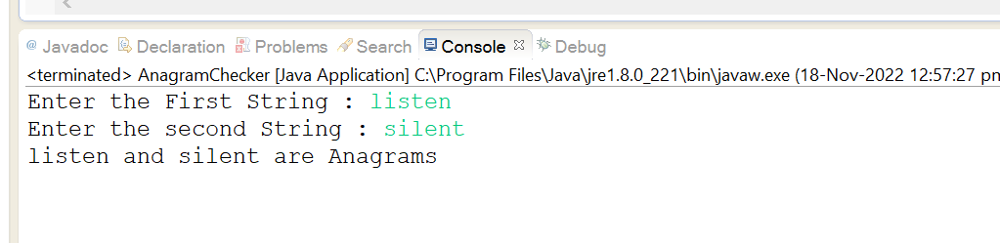 @ Javadoc Declaration Problems Search Console Debug
<terminated> AnagramChecker [Java Application] C:\Program Files\Java\jre1.8.0_221\bin\javaw.exe (18-Nov-2022 12:57:27 pm
Enter the First String : listen
Enter the second String : silent
listen and silent are Anagrams